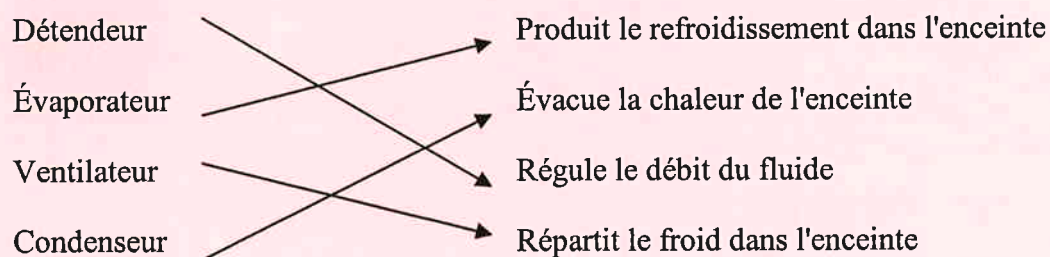 Détendeur
Produit le refroidissement dans l'enceinte
Évaporateur
Évacue la chaleur de l'enceinte
Ventilateur
Régule le débit du fluide
Condenseur
Répartit le froid dans l'enceinte